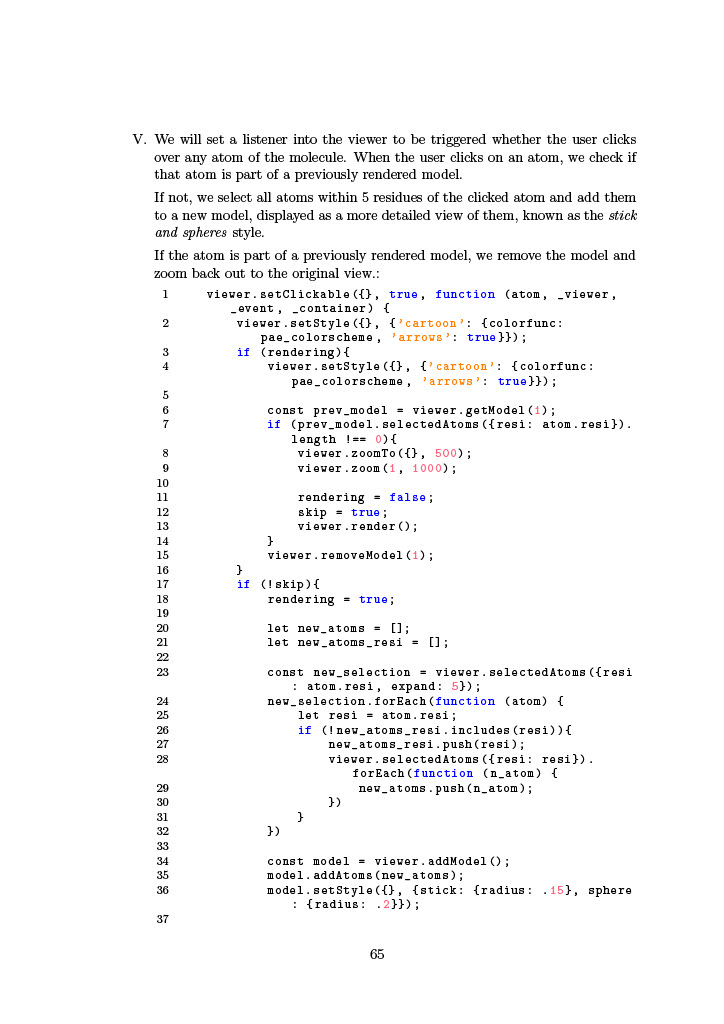 V. We will set a listener into the viewer to be triggered whether the user clicks
over any atom of the molecule. When the user clicks on an atom, we check if
that atom is part of a previously rendered model.
If not, we select all atoms within 5 residues of the clicked atom and add them
to a new model, displayed as a more detailed view of them, known as the stick
and spheres style.
If the atom is part of a previously rendered model, we remove the model and
zoom back out to the original view.:
1 viewer.setClickable({}, true, function (atom, _viewer,
_event, _container) {
2 viewer.setStyle({}, {'cartoon': {colorfunc:
pae_colorscheme, 'arrows': true}});
3 if (rendering){
4 viewer.setStyle({}, {'cartoon': {colorfunc:
pae_colorscheme, 'arrows': true}});
5
6 const prev_model = viewer.getModel(1);
7 if (prev_model.selectedAtoms({resi: atom.resi}).
length !== 0){
8 viewer.zoomTo({}, 500);
9 viewer.zoom(1, 1000);
10
11 rendering = false;
12 skip = true;
13 viewer.render();
14 }
15 viewer.removeModel(1);
16 }
17 if (!skip){
18 rendering = true;
19
20 let new_atoms = [];
21 let new_atoms_resi = [];
22
23 const new_selection = viewer.selectedAtoms({resi
: atom.resi, expand: 5});
24 new_selection.forEach(function (atom) {
25 let resi = atom.resi;
26 if (!new_atoms_resi.includes(resi)){
27 new_atoms_resi.push(resi);
28 viewer.selectedAtoms({resi: resi}).
forEach(function (n_atom) {
29 new_atoms.push(n_atom);
30 })
31 }
32 })
33
34 const model = viewer.addModel();
35 model.addAtoms(new_atoms);
36 model.setStyle({}, {stick: {radius: .15}, sphere
: {radius: .2}});
37
65